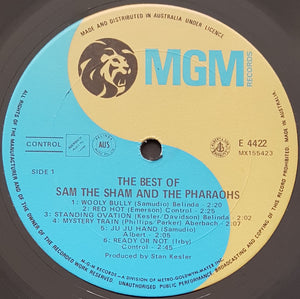 MADE AND DISTRIBUTED IN AUSTRALIA UNDER LICENCE
MGM
RECORDS
CONTROL
AUS
E 4422
MX155423
SIDE 1
THE BEST OF
SAM THE SHAM AND THE PHARAOHS
1: WOOLY BULLY (Samudio) Belinda - 2:20
2: RED HOT (Emerson) Control - 2:25
3: STANDING OVATION (Kesler/Davidson) Belinda - 2:02
4: MYSTERY TRAIN (Phillips/Parker) Aberbach - 2:07
5: JU JU HAND (Samudio)
Albert - 2:05
6: READY OR NOT (Irby)
Control - 2:45
Produced by Stan Kesler
M-G-M RECORDS — A DIVISION OF METRO-GOLDWYN-MAYER INC.
ALL RIGHTS OF THE MANUFACTURER AND OF THE OWNER OF THE RECORDED WORK RESERVED. UNAUTHORISED PUBLIC PERFORMANCE BROADCASTING AND COPYING OF THIS RECORD PROHIBITED.
MADE IN AUSTRALIA